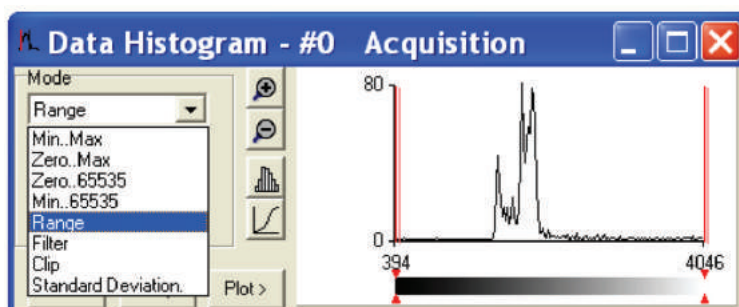 Data Histogram - #0 Acquisition
Mode
Range
Min..Max
Zero..Max
Zero..65535
Min..65535
Range
Filter
Clip
Standard Deviation.
Plot >
80
0
394
4046